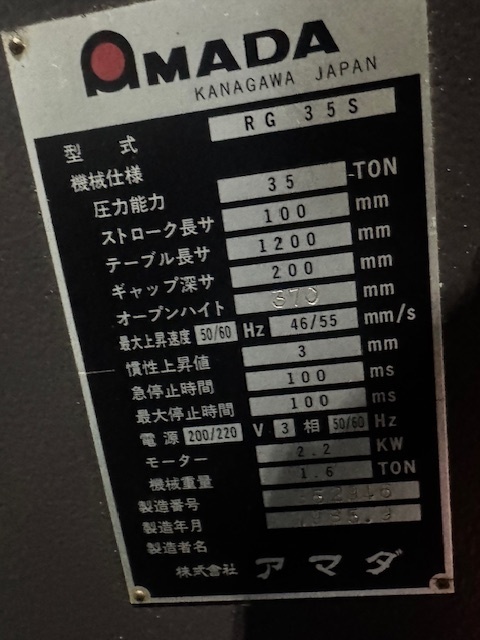 AMADA
KANAGAWA JAPAN
型式 RG 35S
機械仕様
圧力能力 35 TON
ストローク長サ 100 mm
テーブル長サ 1200 mm
ギャップ深サ 200 mm
オープンハイト 370 mm
最大上昇速度 50/60 Hz 46/55 mm/s
慣性上昇値 3 mm
急停止時間 100 ms
最大停止時間 100 ms
電源 200/220 V 3 相 50/60 Hz
モーター 2.2 KW
機械重量 1.6 TON
製造番号
製造年月
製造者名
株式会社 アマダ